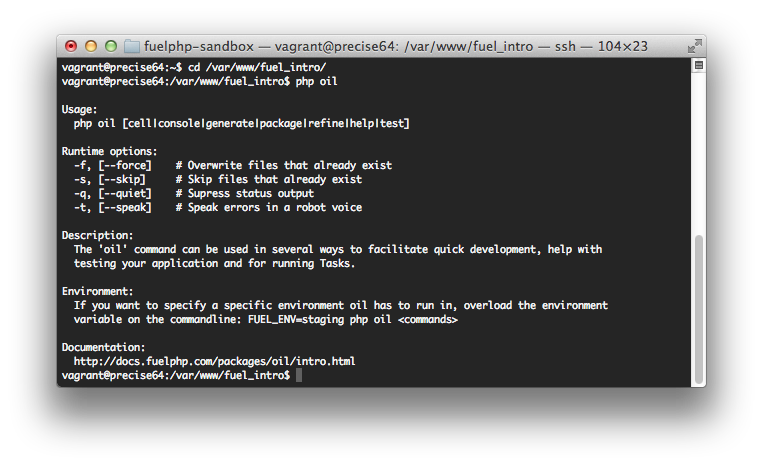 fuelphp-sandbox — vagrant@precise64: /var/www/fuel_intro — ssh — 104×23
vagrant@precise64:~$ cd /var/www/fuel_intro/
vagrant@precise64:/var/www/fuel_intro$ php oil
Usage:
php oil [cell|console|generate|package|refine|help|test]
Runtime options:
-f, [--force]    # Overwrite files that already exist
-s, [--skip]     # Skip files that already exist
-q, [--quiet]    # Supress status output
-t, [--speak]    # Speak errors in a robot voice
Description:
The 'oil' command can be used in several ways to facilitate quick development, help with
testing your application and for running Tasks.
Environment:
If you want to specify a specific environment oil has to run in, overload the environment
variable on the commandline: FUEL_ENV=staging php oil <commands>
Documentation:
http://docs.fuelphp.com/packages/oil/intro.html
vagrant@precise64:/var/www/fuel_intro$